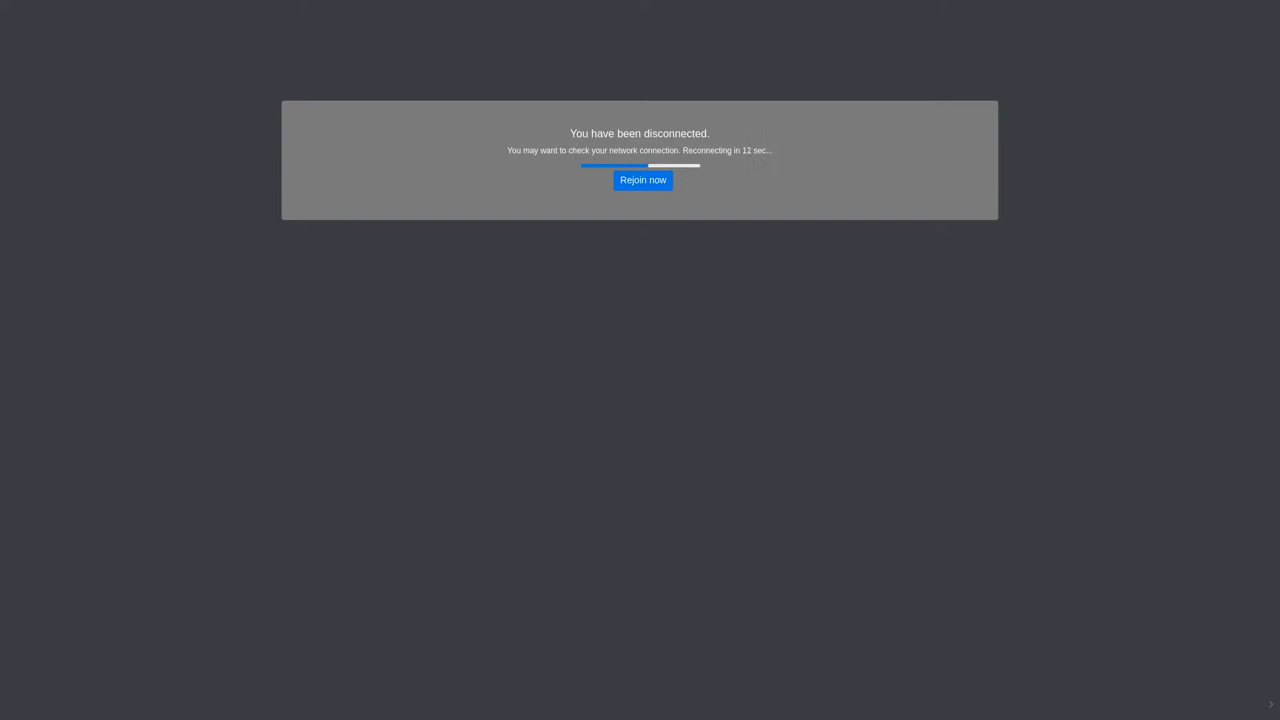 You have been disconnected.
You may want to check your network connection. Reconnecting in 11 sec...
Rejoin now